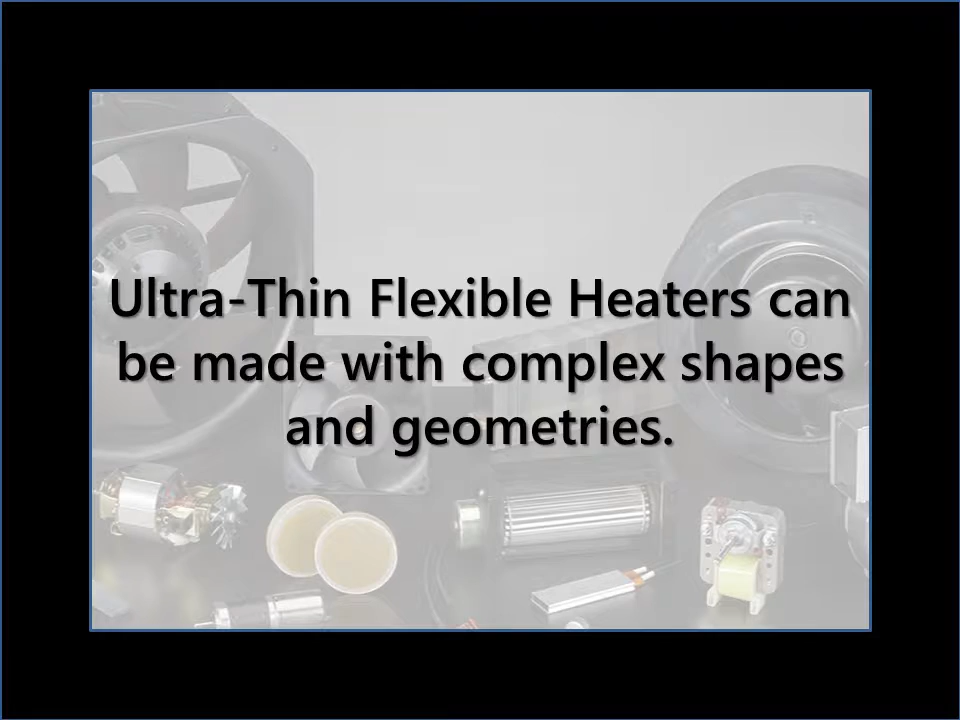 Ultra-Thin Flexible Heaters can
be made with complex shapes
and geometries.